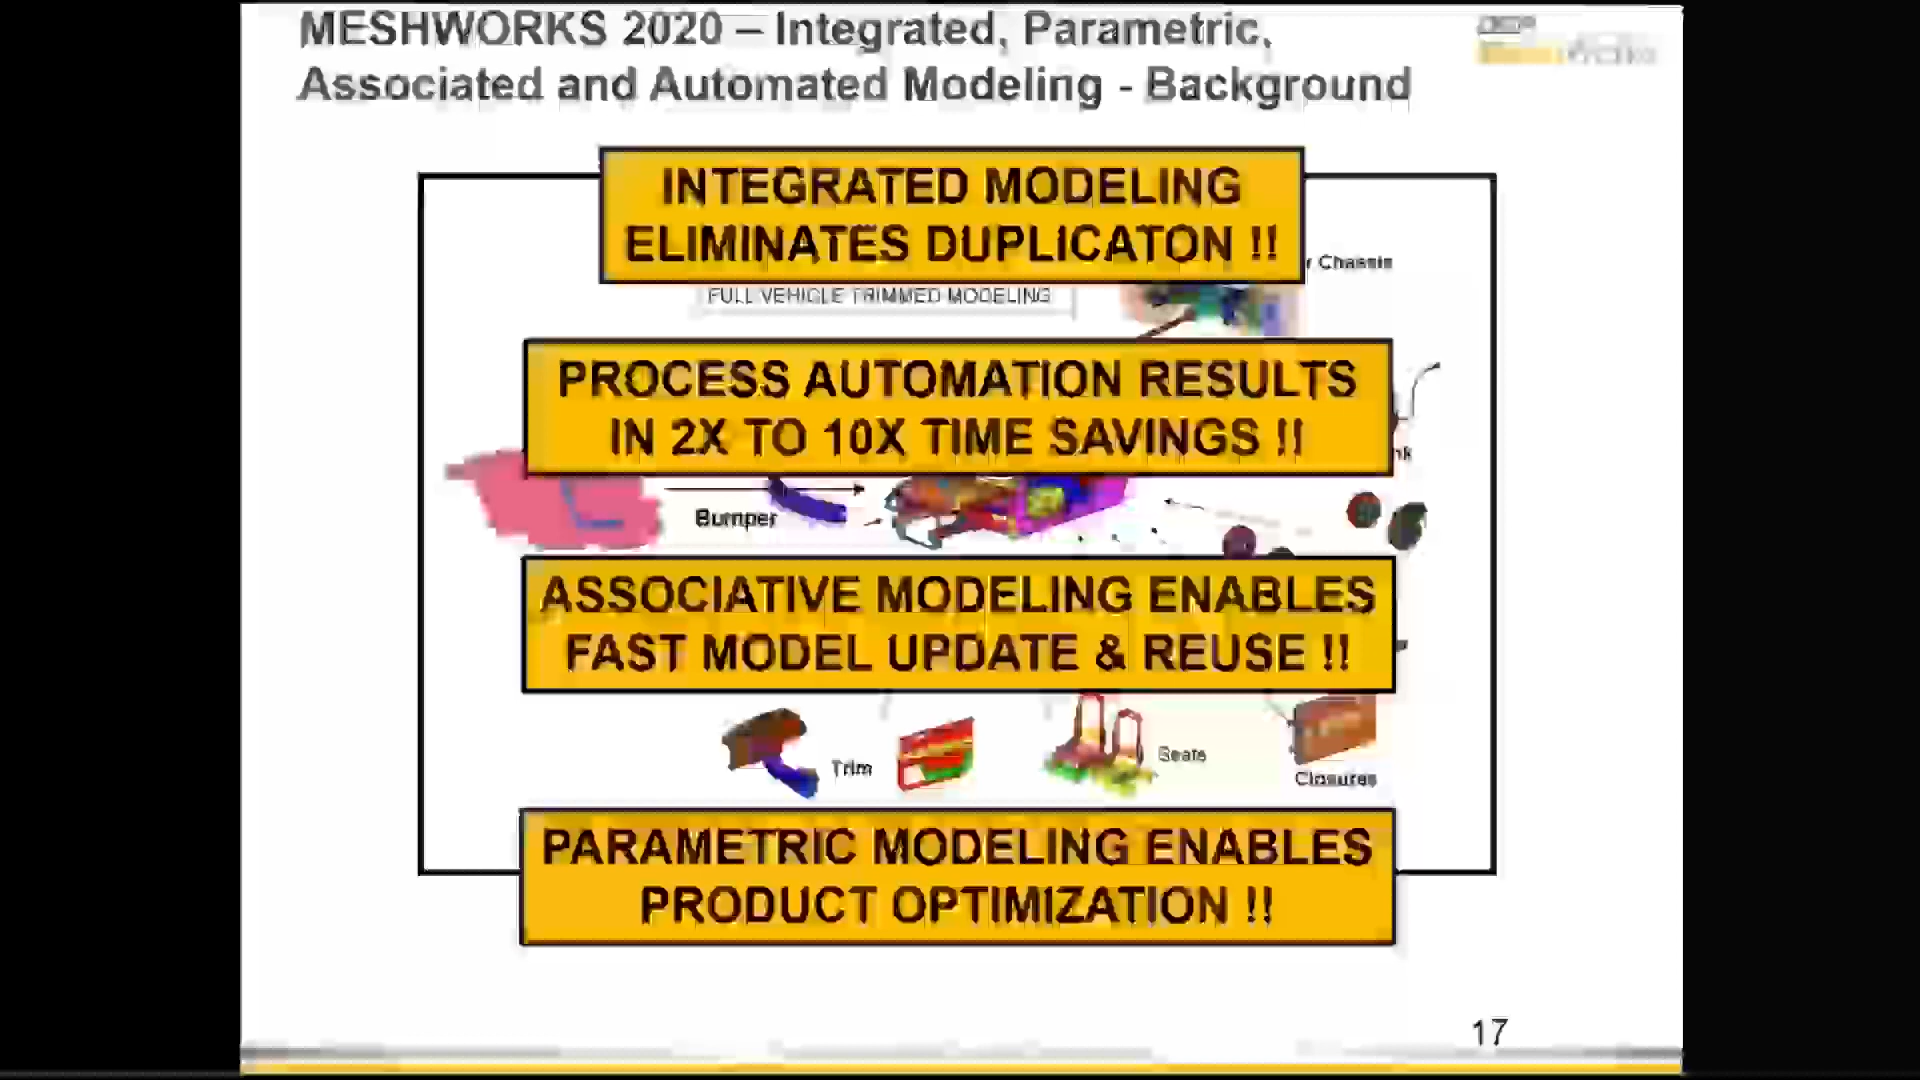 MESHWORKS 2020 – Integrated, Parametric,
Associated and Automated Modeling - Background
INTEGRATED MODELING
ELIMINATES DUPLICATON !!
r Chassis
FULL VEHICLE TRIMMED MODELING
PROCESS AUTOMATION RESULTS
IN 2X TO 10X TIME SAVINGS !!
nk
Bumper
ASSOCIATIVE MODELING ENABLES
FAST MODEL UPDATE & REUSE !!
Trim
Seats
Closures
PARAMETRIC MODELING ENABLES
PRODUCT OPTIMIZATION !!
17